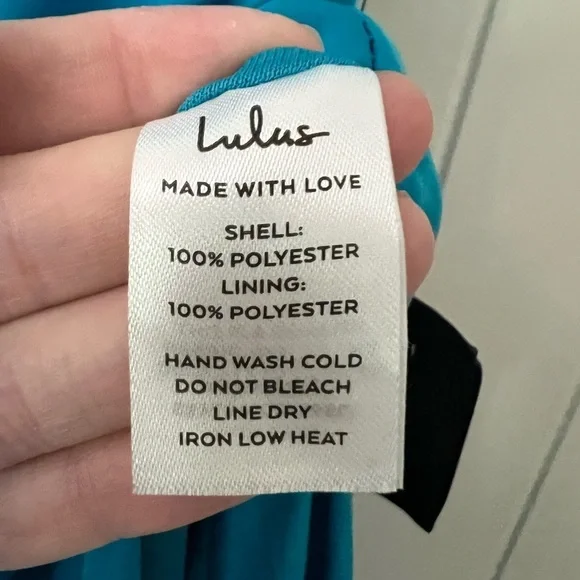 Lulus
MADE WITH LOVE
SHELL:
100% POLYESTER
LINING:
100% POLYESTER
HAND WASH COLD
DO NOT BLEACH
LINE DRY
IRON LOW HEAT